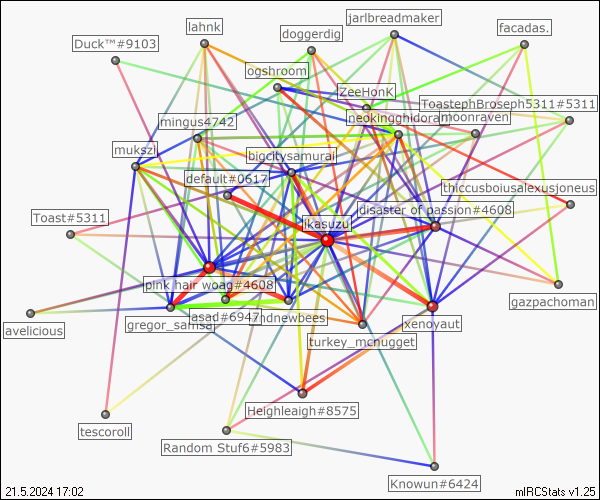 jarlbreadmaker
lahnk
facadas.
doggerdig
Duck™#9103
ogshroom
ZeeHonK
ToastephBroseph5311#5311
neokingghidora
moonraven
mingus4742
mukszi
bigcitysamurai
default#0617
thiccusboiusalexusjoneus
disaster of passion#4608
Toast#5311
ikasuzu
pink hair woag#4608
gazpachoman
asad#6947
avelicious
gregor_samsa
xenoyaut
turkey_mcnugget
Heighleaigh#8575
tescoroll
Random Stuf6#5983
Knowun#6424
21.5.2024 17:02
mIRCStats v1.25